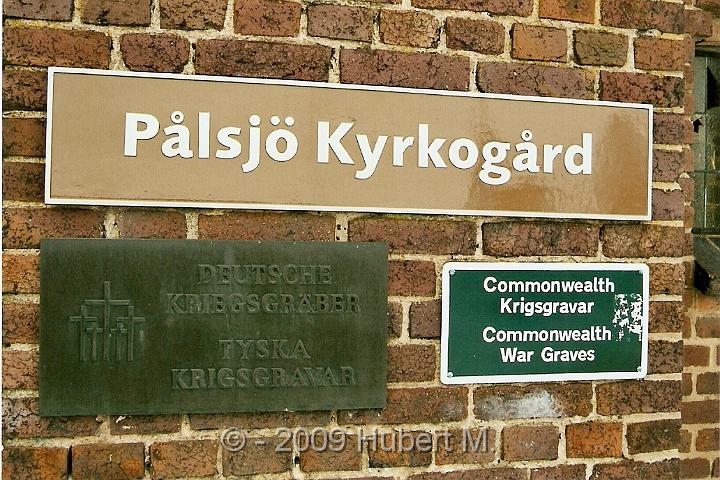 Pålsjö Kyrkogård
DEUTSCHE
KRIEGSGRÄBER
TYSKA
KRIGSGRAVAR
Commonwealth
Krigsgravar
Commonwealth
War Graves
© - 2009 Hubert M.